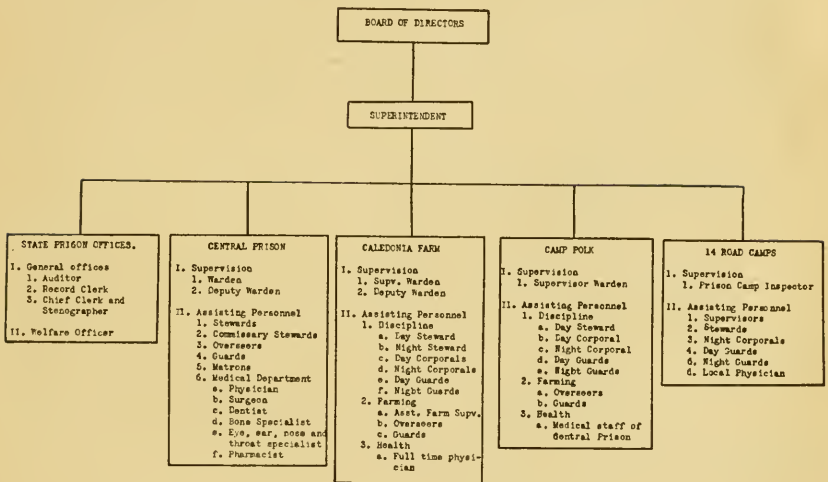 BOARD OF DIRECTORS
SUPERINTENDENT
STATE PRISON OFFICES.
I. General offices
1. Auditor
2. Record Clerk
3. Chief Clerk and
Stenographer
II. Welfare Officer
CENTRAL PRISON
I. Supervision
1. Warden
2. Deputy Warden
II. Assisting Personnel
1. Stewards
2. Commissary Stewards
3. Overseers
4. Guards
5. Matrons
6. Medical Department
a. Physician
b. Surgeon
c. Dentist
d. Bone Specialist
e. Eye, ear, nose and
throat specialist
f. Pharmacist
CALEDONIA FARM
I. Supervision
1. Supv. Warden
2. Deputy Warden
II. Assisting Personnel
1. Discipline
a. Day Steward
b. Night Steward
c. Day Corporals
d. Night Corporals
e. Day Guards
f. Night Guards
2. Farming
a. Asst. Farm Supv.
b. Overseers
c. Guards
3. Health
a. Full time physi-
cian
CAMP POLK
I. Supervision
1. Supervisor Warden
II. Assisting Personnel
1. Discipline
a. Day Steward
b. Day Corporal
c. Night Corporal
d. Day Guards
e. Night Guards
2. Farming
a. Overseers
b. Guards
3. Health
a. Medical staff of
Central Prison
14 ROAD CAMPS
I. Supervision
1. Prison Camp Inspector
II. Assisting Personnel
1. Supervisors
2. Stewards
3. Night Corporals
4. Day Guards
6. Night Guards
6. Local Physician